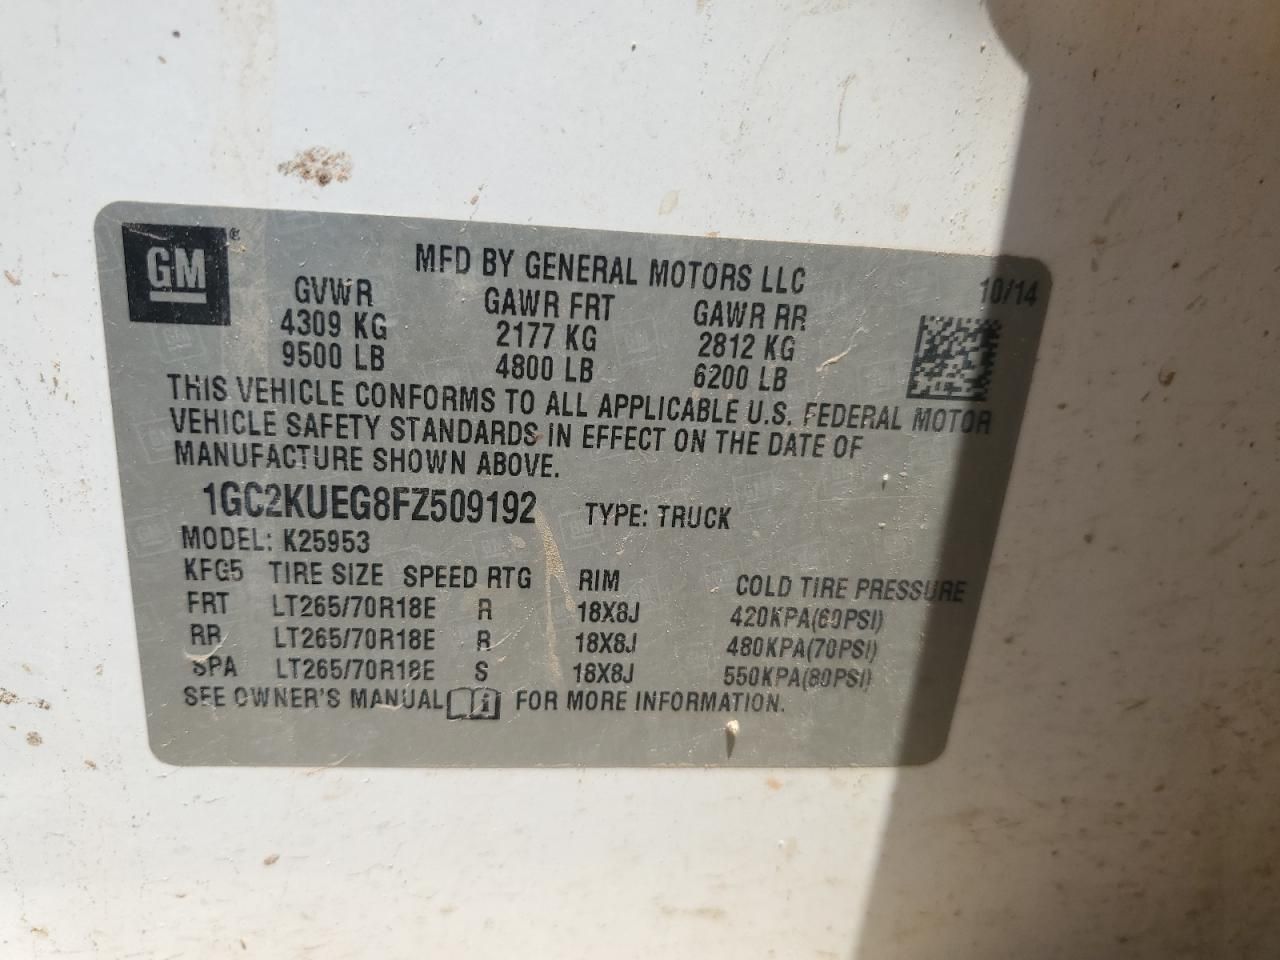 GM®
MFD BY GENERAL MOTORS LLC 10/14
GVWR GAWR FRT GAWR RR
4309 KG 2177 KG 2812 KG
9500 LB 4800 LB 6200 LB
THIS VEHICLE CONFORMS TO ALL APPLICABLE U.S. FEDERAL MOTOR
VEHICLE SAFETY STANDARDS IN EFFECT ON THE DATE OF
MANUFACTURE SHOWN ABOVE.
1GC2KUEG8FZ509192 TYPE: TRUCK
MODEL: K25953
KFG5 TIRE SIZE SPEED RTG RIM COLD TIRE PRESSURE
FRT LT265/70R18E R 18X8J 420KPA(60PSI)
RR LT265/70R18E R 18X8J 480KPA(70PSI)
SPA LT265/70R18E S 18X8J 550KPA(80PSI)
SEE OWNER'S MANUAL FOR MORE INFORMATION.